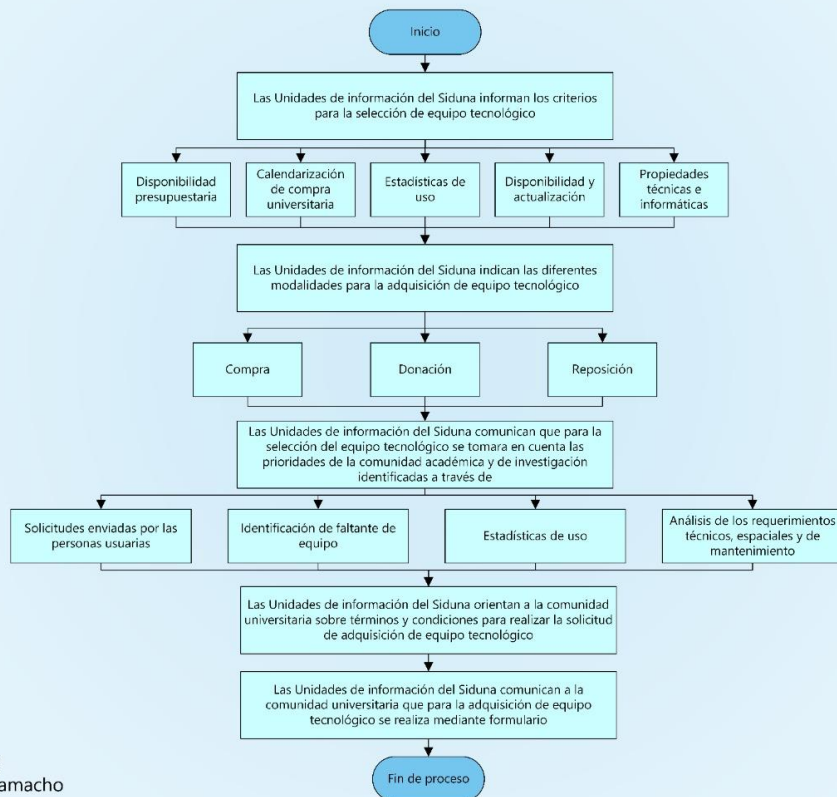 Inicio
Las Unidades de información del Siduna informan los criterios
para la selección de equipo tecnológico
Disponibilidad
presupuestaria
Calendarización
de compra
universitaria
Estadísticas de
uso
Disponibilidad y
actualización
Propiedades
técnicas e
informáticas
Las Unidades de información del Siduna indican las diferentes
modalidades para la adquisición de equipo tecnológico
Compra
Donación
Reposición
Las Unidades de información del Siduna comunican que para la
selección del equipo tecnológico se tomara en cuenta las
prioridades de la comunidad académica y de investigación
identificadas a través de
Solicitudes enviadas por las
personas usuarias
Identificación de faltante de
equipo
Estadísticas de uso
Análisis de los requerimientos
técnicos, espaciales y de
mantenimiento
Las Unidades de información del Siduna orientan a la comunidad
universitaria sobre términos y condiciones para realizar la solicitud
de adquisición de equipo tecnológico
Las Unidades de información del Siduna comunican a la
comunidad universitaria que para la adquisición de equipo
tecnológico se realiza mediante formulario
Fin de proceso
amacho